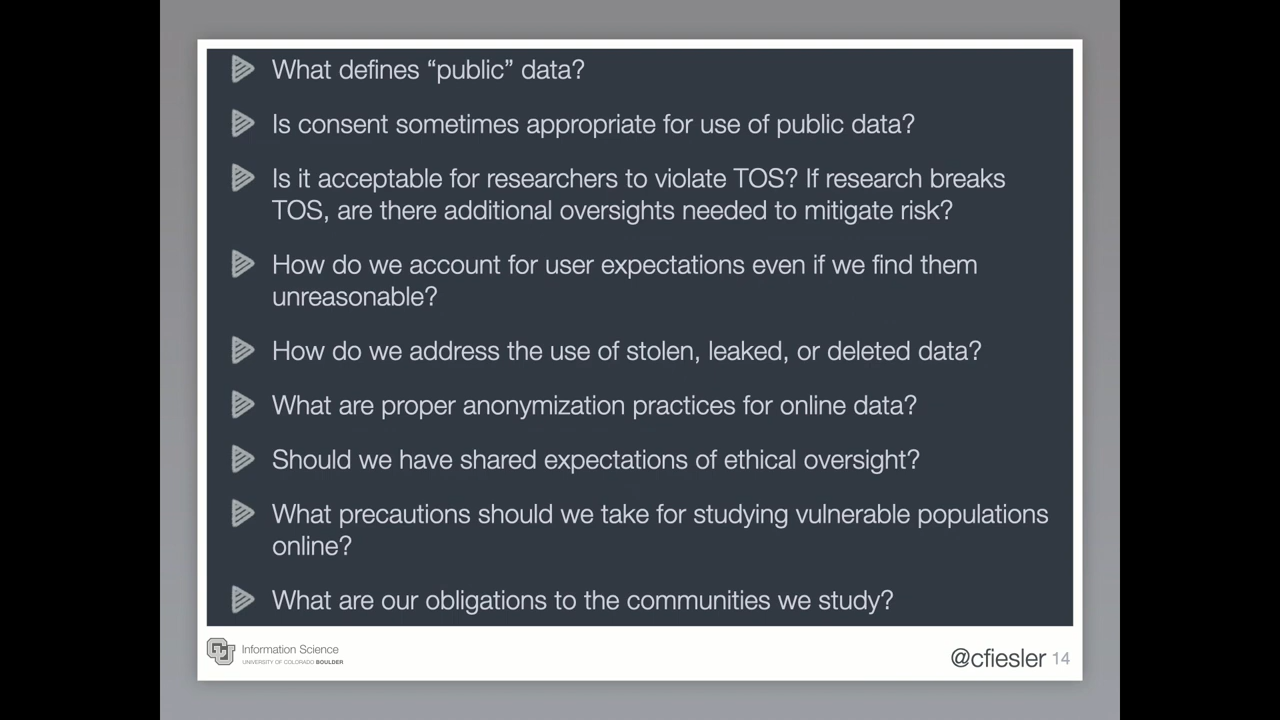 What defines “public” data?
Is consent sometimes appropriate for use of public data?
Is it acceptable for researchers to violate TOS? If research breaks
TOS, are there additional oversights needed to mitigate risk?
How do we account for user expectations even if we find them
unreasonable?
How do we address the use of stolen, leaked, or deleted data?
What are proper anonymization practices for online data?
Should we have shared expectations of ethical oversight?
What precautions should we take for studying vulnerable populations
online?
What are our obligations to the communities we study?
CU
Information Science
UNIVERSITY OF COLORADO BOULDER
@cfiesler 14